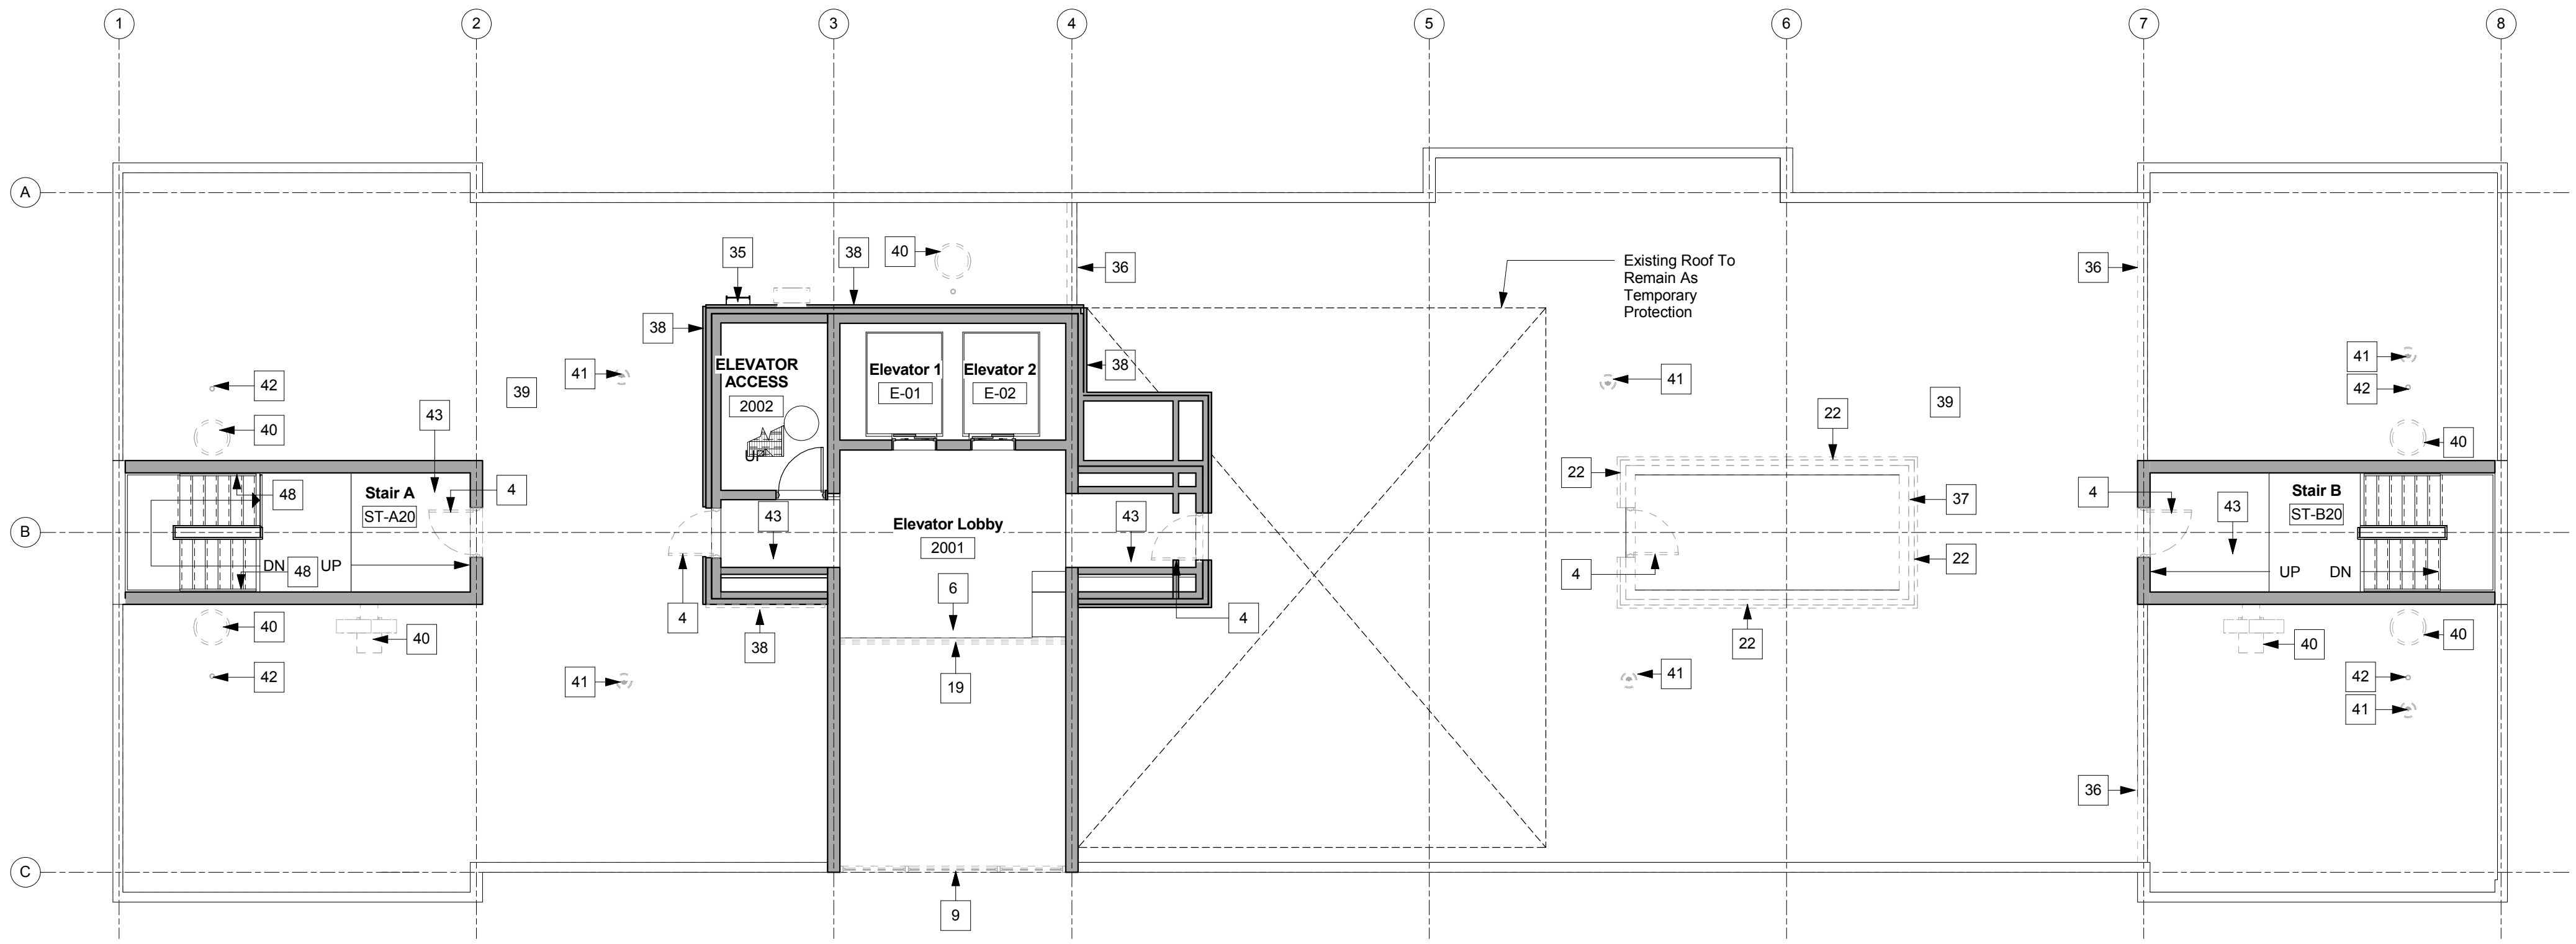 1
2
3
4
5
6
7
8
A
35
38
40
36
Existing Roof To
Remain As
Temporary
Protection
36
38
ELEVATOR
ACCESS
2002
UP
Elevator 1
E-01
Elevator 2
E-02
38
42
39
41
41
39
41
42
43
40
22
40
48
Stair A
ST-A20
4
22
37
4
Stair B
ST-B20
43
B
43
Elevator Lobby
2001
43
DN
UP
48
4
22
UP
DN
6
4
4
40
40
38
22
40
40
42
41
19
41
42
41
36
C
9